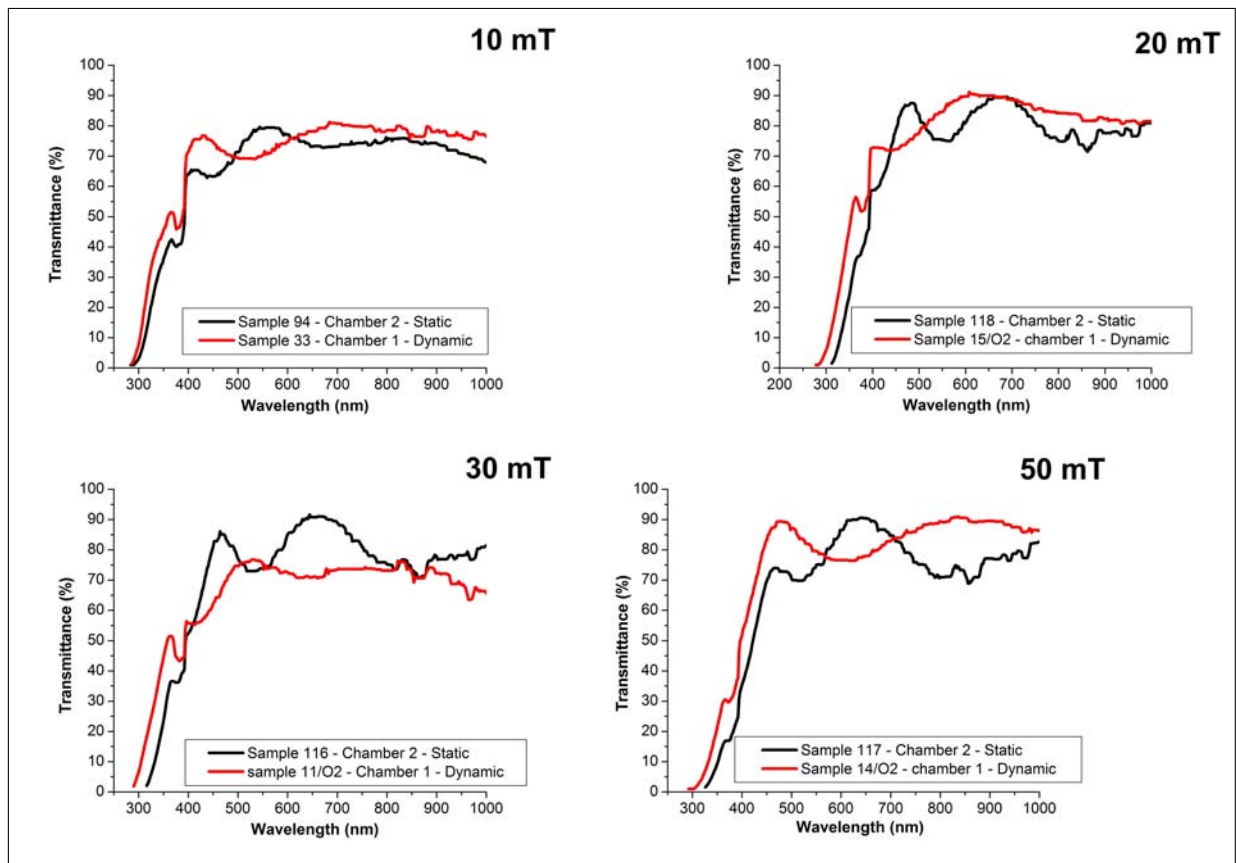 10 mT
100
90
80
70
60
50
40
30
20
10
0
Transmittance (%)
Sample 94 - Chamber 2 - Static
Sample 33 - Chamber 1 - Dynamic
300 400 500 600 700 800 900 1000
Wavelength (nm)
20 mT
100
90
80
70
60
50
40
30
20
10
0
Transmittance (%)
Sample 118 - Chamber 2 - Static
Sample 15/O2 - chamber 1 - Dynamic
200 300 400 500 600 700 800 900 1000
Wavelength (nm)
30 mT
100
90
80
70
60
50
40
30
20
10
0
Transmittance (%)
Sample 116 - Chamber 2 - Static
sample 11/O2 - Chamber 1 - Dynamic
300 400 500 600 700 800 900 1000
Wavelength (nm)
50 mT
100
90
80
70
60
50
40
30
20
10
0
Transmittance (%)
Sample 117 - Chamber 2 - Static
Sample 14/O2 - chamber 1 - Dynamic
300 400 500 600 700 800 900 1000
Wavelength (nm)